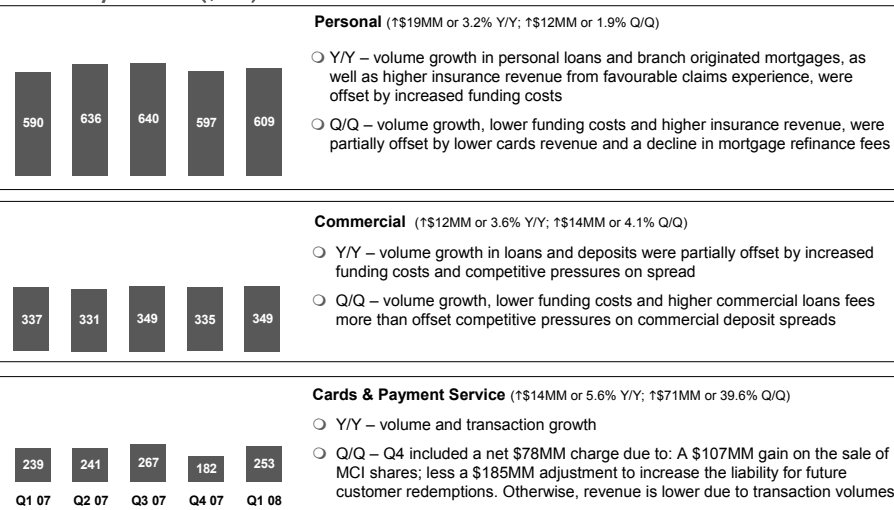 Personal (↑$19MM or 3.2% Y/Y; ↑$12MM or 1.9% Q/Q)
○ Y/Y – volume growth in personal loans and branch originated mortgages, as
well as higher insurance revenue from favourable claims experience, were
offset by increased funding costs
○ Q/Q – volume growth, lower funding costs and higher insurance revenue, were
partially offset by lower cards revenue and a decline in mortgage refinance fees
590 636 640 597 609
Commercial (↑$12MM or 3.6% Y/Y; ↑$14MM or 4.1% Q/Q)
○ Y/Y – volume growth in loans and deposits were partially offset by increased
funding costs and competitive pressures on spread
○ Q/Q – volume growth, lower funding costs and higher commercial loans fees
more than offset competitive pressures on commercial deposit spreads
337 331 349 335 349
Cards & Payment Service (↑$14MM or 5.6% Y/Y; ↑$71MM or 39.6% Q/Q)
○ Y/Y – volume and transaction growth
○ Q/Q – Q4 included a net $78MM charge due to: A $107MM gain on the sale of
MCI shares; less a $185MM adjustment to increase the liability for future
customer redemptions. Otherwise, revenue is lower due to transaction volumes
239 241 267 182 253
Q1 07 Q2 07 Q3 07 Q4 07 Q1 08